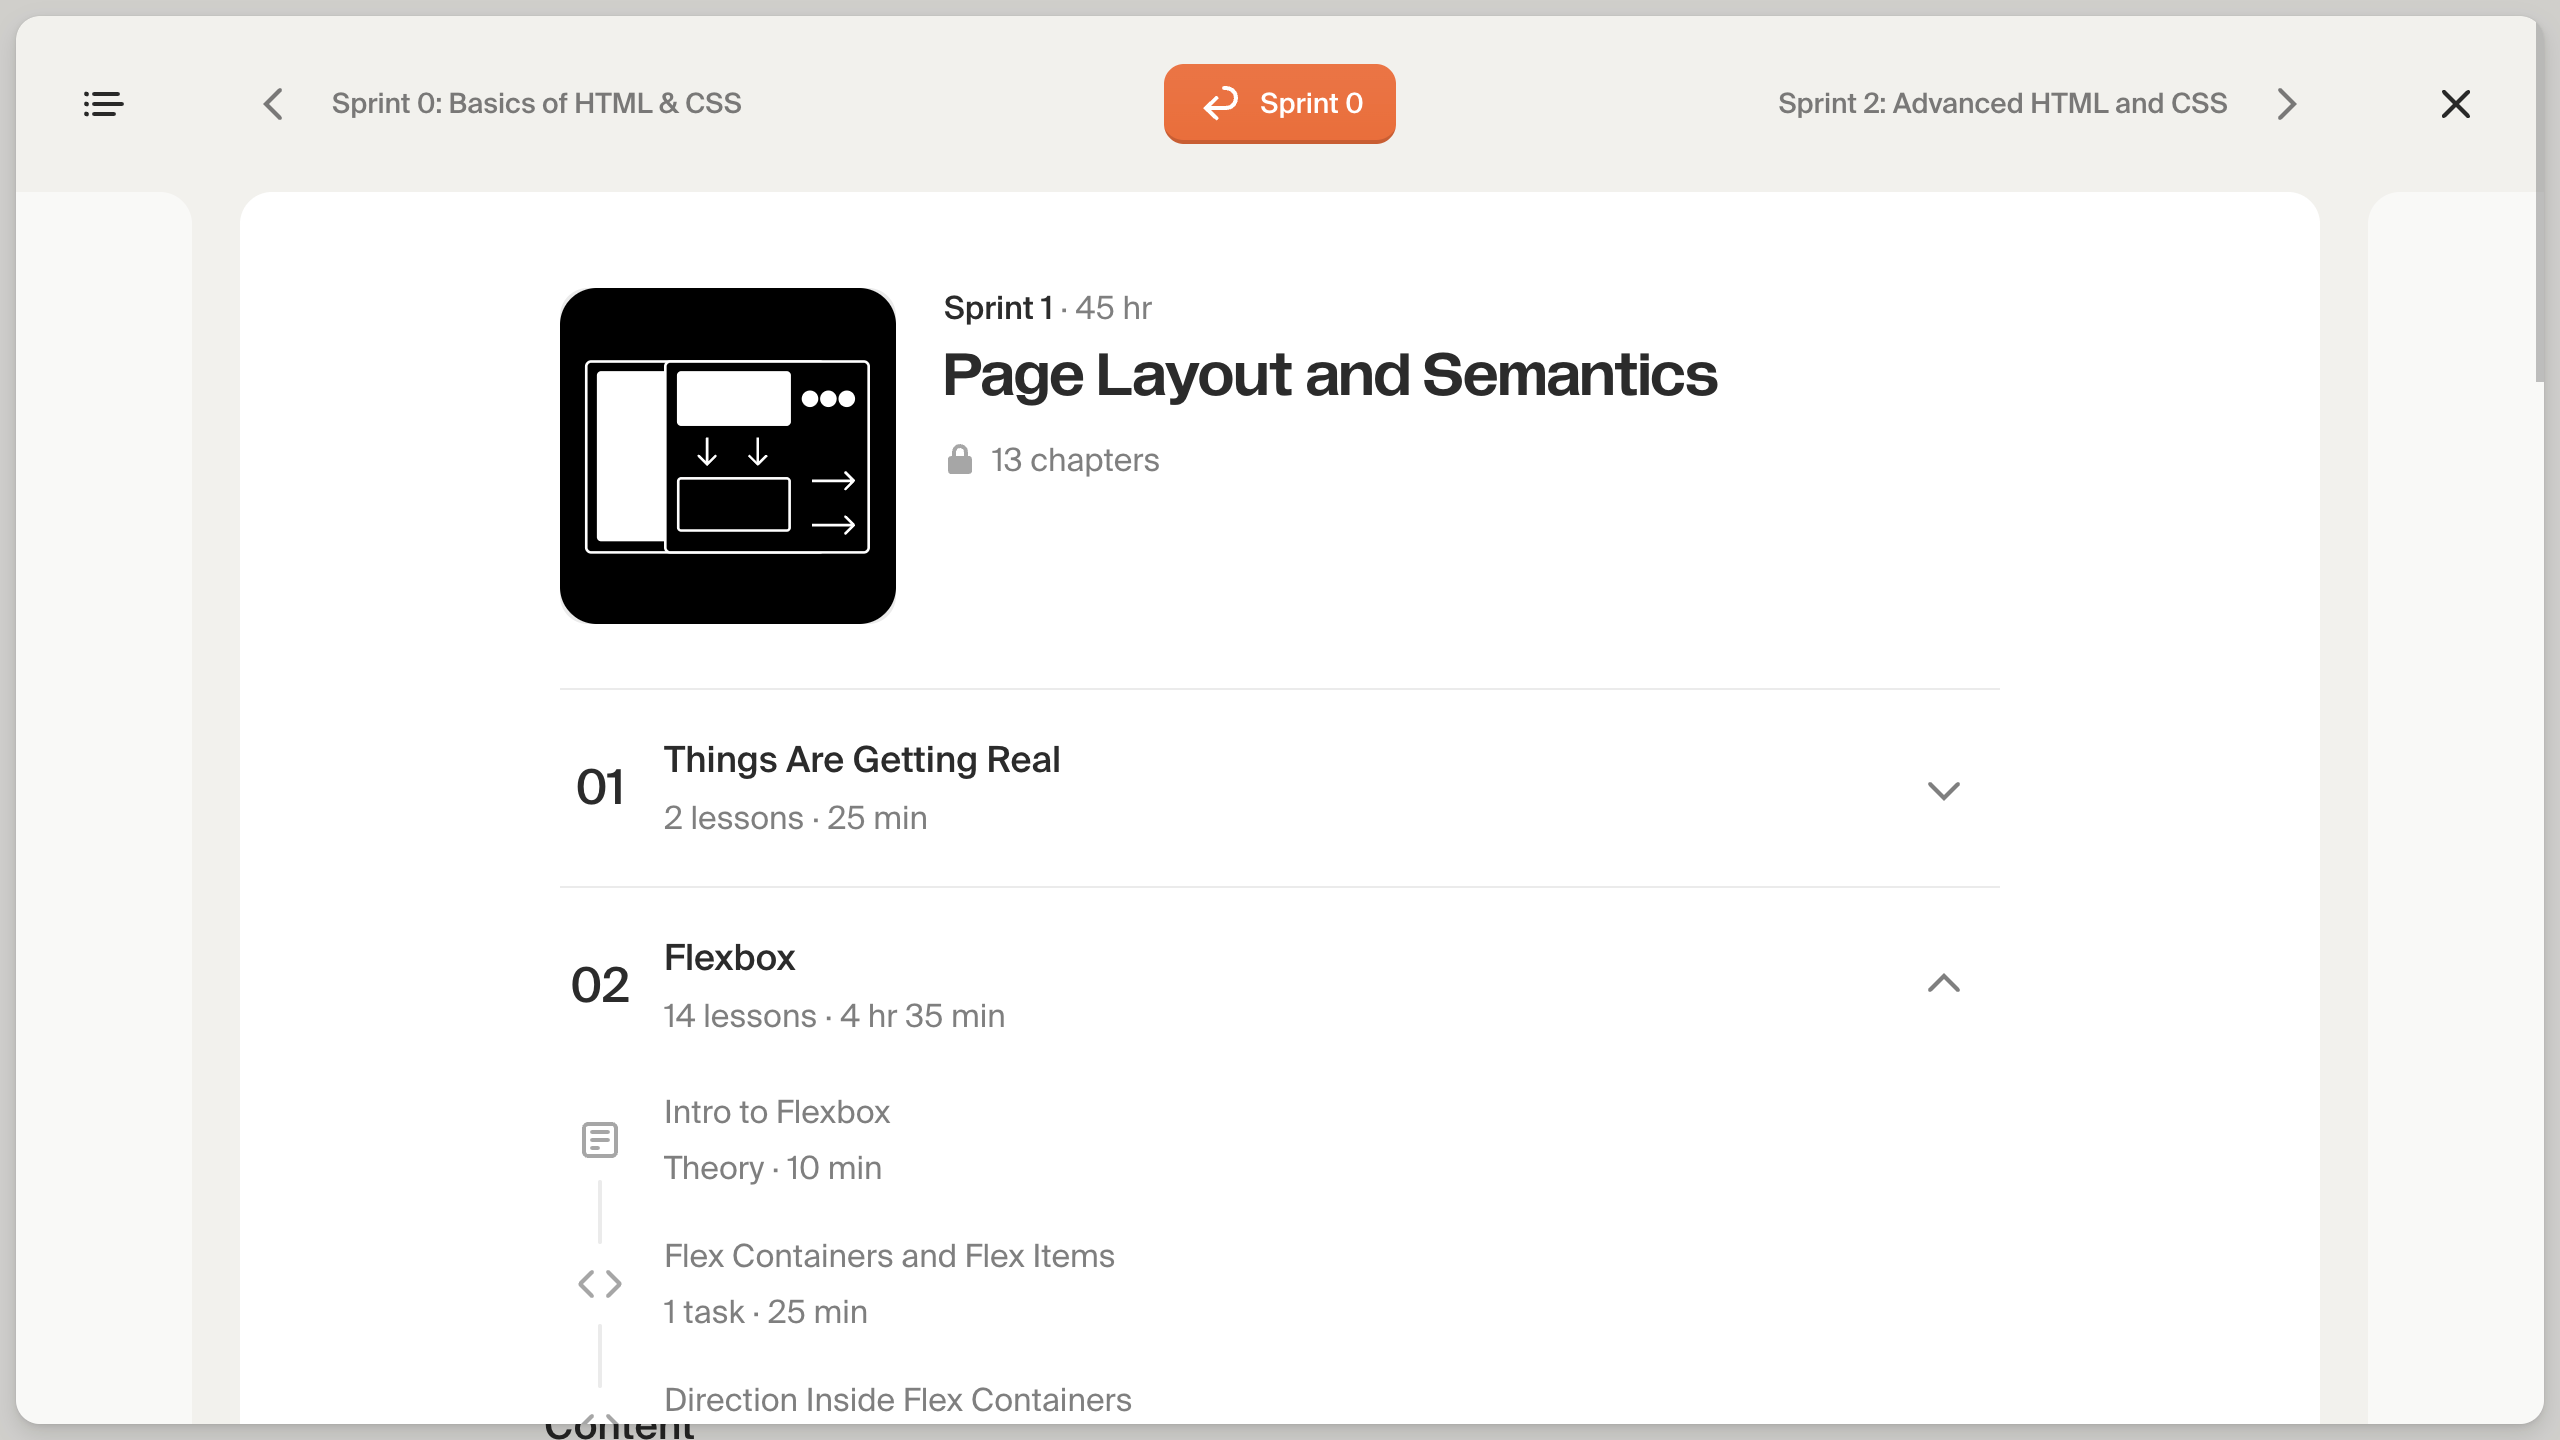 Sprint 0: Basics of HTML & CSS
Sprint 0
Sprint 2: Advanced HTML and CSS
Sprint 1 · 45 hr
Page Layout and Semantics
13 chapters
01
Things Are Getting Real
2 lessons · 25 min
02
Flexbox
14 lessons · 4 hr 35 min
Intro to Flexbox
Theory · 10 min
Flex Containers and Flex Items
1 task · 25 min
Direction Inside Flex Containers
Content